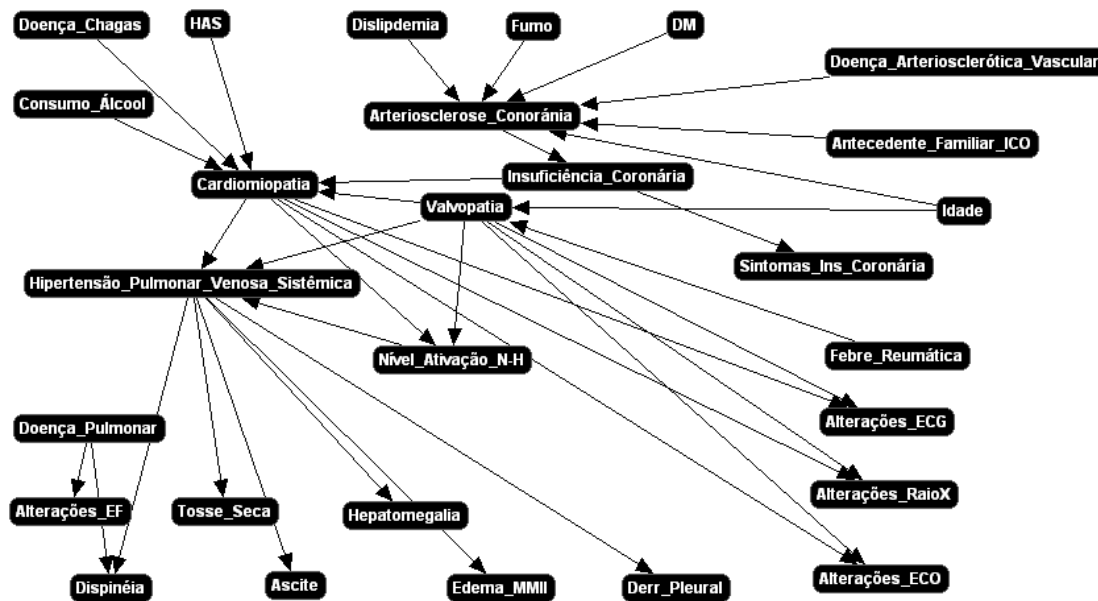 Doença_Chagas
HAS
Dislipdemia
Fumo
DM
Doença_Arteriosclerótica_Vascular
Consumo_Álcool
Arteriosclerose_Conoránia
Antecedente_Familiar_ICO
Cardiomiopatia
Insuficiência_Coronária
Valvopatia
Idade
Sintomas_Ins_Coronária
Hipertensão_Pulmonar_Venosa_Sistêmica
Nível_Ativação_N-H
Febre_Reumática
Doença_Pulmonar
Alterações_ECG
Alterações_RaioX
Alterações_EF
Tosse_Seca
Hepatomegalia
Dispinéia
Ascite
Edema_MMII
Derr_Pleural
Alterações_ECO